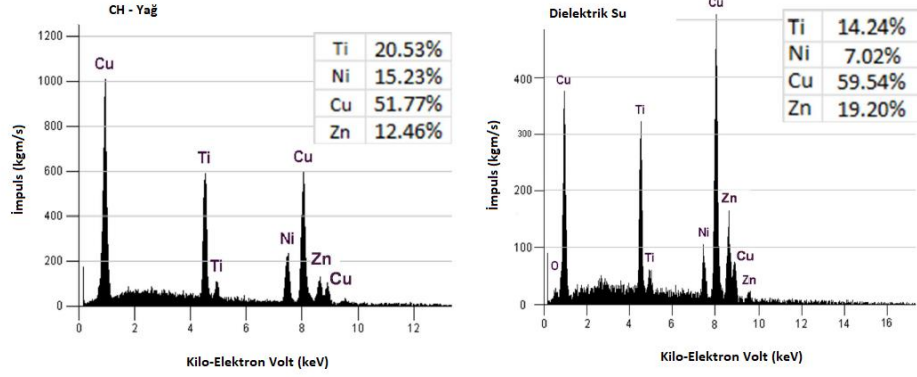 CH - Yağ
1200
1000
800
600
400
200
0
0 2 4 6 8 10 12
İmpuls (kgm/s)
Kilo-Elektron Volt (keV)
Cu
Ti
Ti
Ni
Cu
Zn
Cu
Ti 20.53%
Ni 15.23%
Cu 51.77%
Zn 12.46%
Dielektrik Su
400
300
200
100
0
0 2 4 6 8 10 12 14 16
İmpuls (kgm/s)
Kilo-Elektron Volt (keV)
O
Cu
Ti
Ti
Ni
Cu
Zn
Cu
Zn
Ti 14.24%
Ni 7.02%
Cu 59.54%
Zn 19.20%